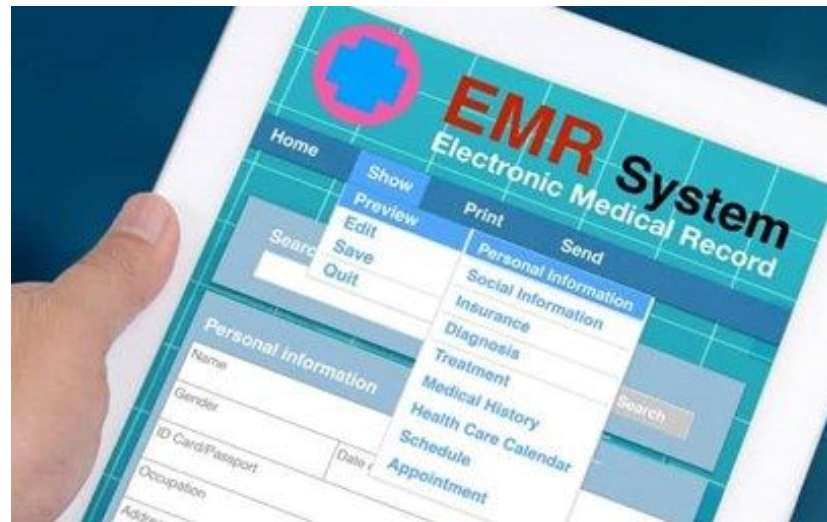 EMR System
Electronic Medical Record
Home
Show
Print
Send
Preview
Edit
Save
Quit
Personal Information
Social Information
Insurance
Diagnosis
Treatment
Medical History
Health Care Calendar
Schedule
Appointment
Search
Personal information
Name
Gender
ID Card/Passport
Date
Occupation